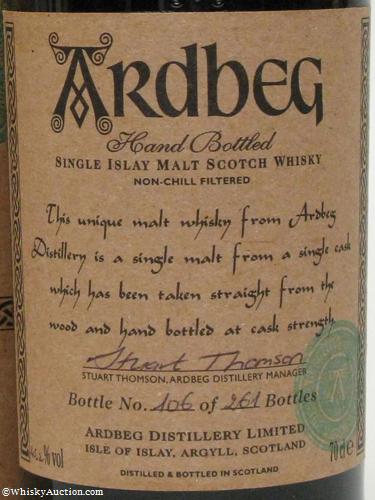 ARDBEG
Hand Bottled
SINGLE ISLAY MALT SCOTCH WHISKY
NON-CHILL FILTERED
This unique malt whisky from Ardbeg
Distillery is a single malt from a single cask
which has been taken straight from the
wood and hand bottled at cask strength
Stuart Thomson
STUART THOMSON, ARDBEG DISTILLERY MANAGER
Bottle No. 106 of 261 Bottles
A
ARDBEG DISTILLERY LIMITED
ISLE OF ISLAY, ARGYLL, SCOTLAND
% vol
70cl e
DISTILLED & BOTTLED IN SCOTLAND
©WhiskyAuction.com